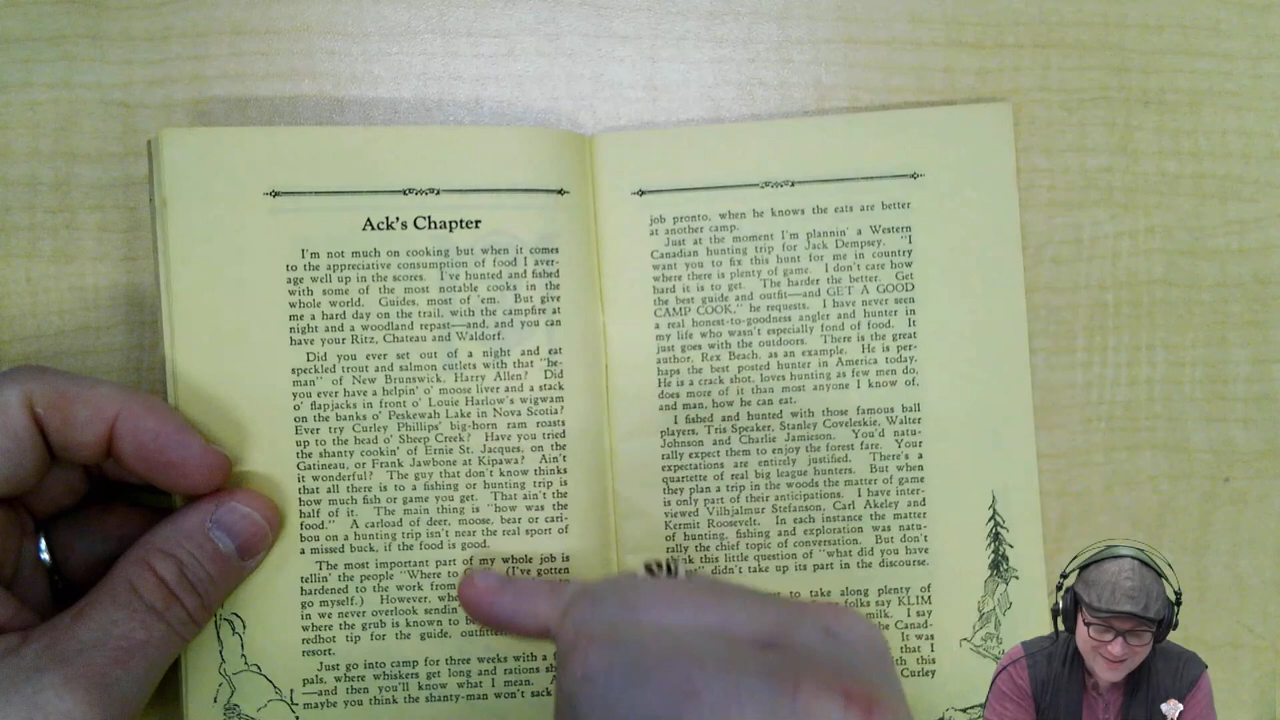 Ack's Chapter
I'm not much on cooking but when it comes
to the appreciative consumption of food I aver-
age well up in the scores. I've hunted and fished
with some of the most notable cooks in the
whole world. Guides, most of 'em. But give
me a hard day on the trail, with the campfire at
night and a woodland repast—and, and you can
have your Ritz, Chateau and Waldorf.
Did you ever set out of a night and eat
speckled trout and salmon cutlets with that "he-
man" of New Brunswick, Harry Allen? Did
you ever have a helpin' o' moose liver and a stack
o' flapjacks in front o' Louie Harlow's wigwam
on the banks o' Peskewah Lake in Nova Scotia?
Ever try Curley Phillips' big-horn ram roasts
up to the head o' Sheep Creek? Have you tried
the shanty cookin' of Ernie St. Jacques, on the
Gatineau, or Frank Jawbone at Kipawa? Ain't
it wonderful? The guy that don't know thinks
that all there is to a fishing or hunting trip is
how much fish or game you get. That ain't the
half of it. The main thing is "how was the
food." A carload of deer, moose, bear or cari-
bou on a hunting trip isn't near the real sport of
a missed buck, if the food is good.
The most important part of my whole job is
tellin' the people "Where to (I've gotten
hardened to the work from
go myself.) However,
in we never overlook sendin'
where the grub is known to
redhot tip for the guide,
resort.
Just go into camp for three weeks with a
pals, where whiskers get long and rations
—and then you'll know what I mean.
maybe you think the shanty-man won't sack
job pronto, when he knows the eats are better
at another camp.
Just at the moment I'm plannin' a Western
Canadian hunting trip for Jack Dempsey. "I
want you to fix this hunt for me in country
where there is plenty of game. I don't care how
hard it is to get. The harder the better. Get
the best guide and outfit—and GET A GOOD
CAMP COOK," he requests. I have never seen
a real honest-to-goodness angler and hunter in
my life who wasn't especially fond of food. It
just goes with the outdoors. There is the great
author, Rex Beach, as an example. He is per-
haps the best posted hunter in America today.
He is a crack shot, loves hunting as few men do,
does more of it than most anyone I know of,
and man, how he can eat.
I fished and hunted with those famous ball
players, Tris Speaker, Stanley Coveleskie, Walter
Johnson and Charlie Jamieson. You'd natu-
rally expect them to enjoy the forest fare. Your
expectations are entirely justified. There's a
quartette of real big league hunters. But when
they plan a trip in the woods the matter of game
is only part of their anticipations. I have inter-
viewed Vilhjalmur Stefanson, Carl Akeley and
Kermit Roosevelt. In each instance the matter
of hunting, fishing and exploration was natu-
rally the chief topic of conversation. But don't
this little question of "what did you have
didn't take up its part in the discourse.
to take along plenty of
folks say KLIM
milk. I say
Canad-
It was
that I
this
Curley